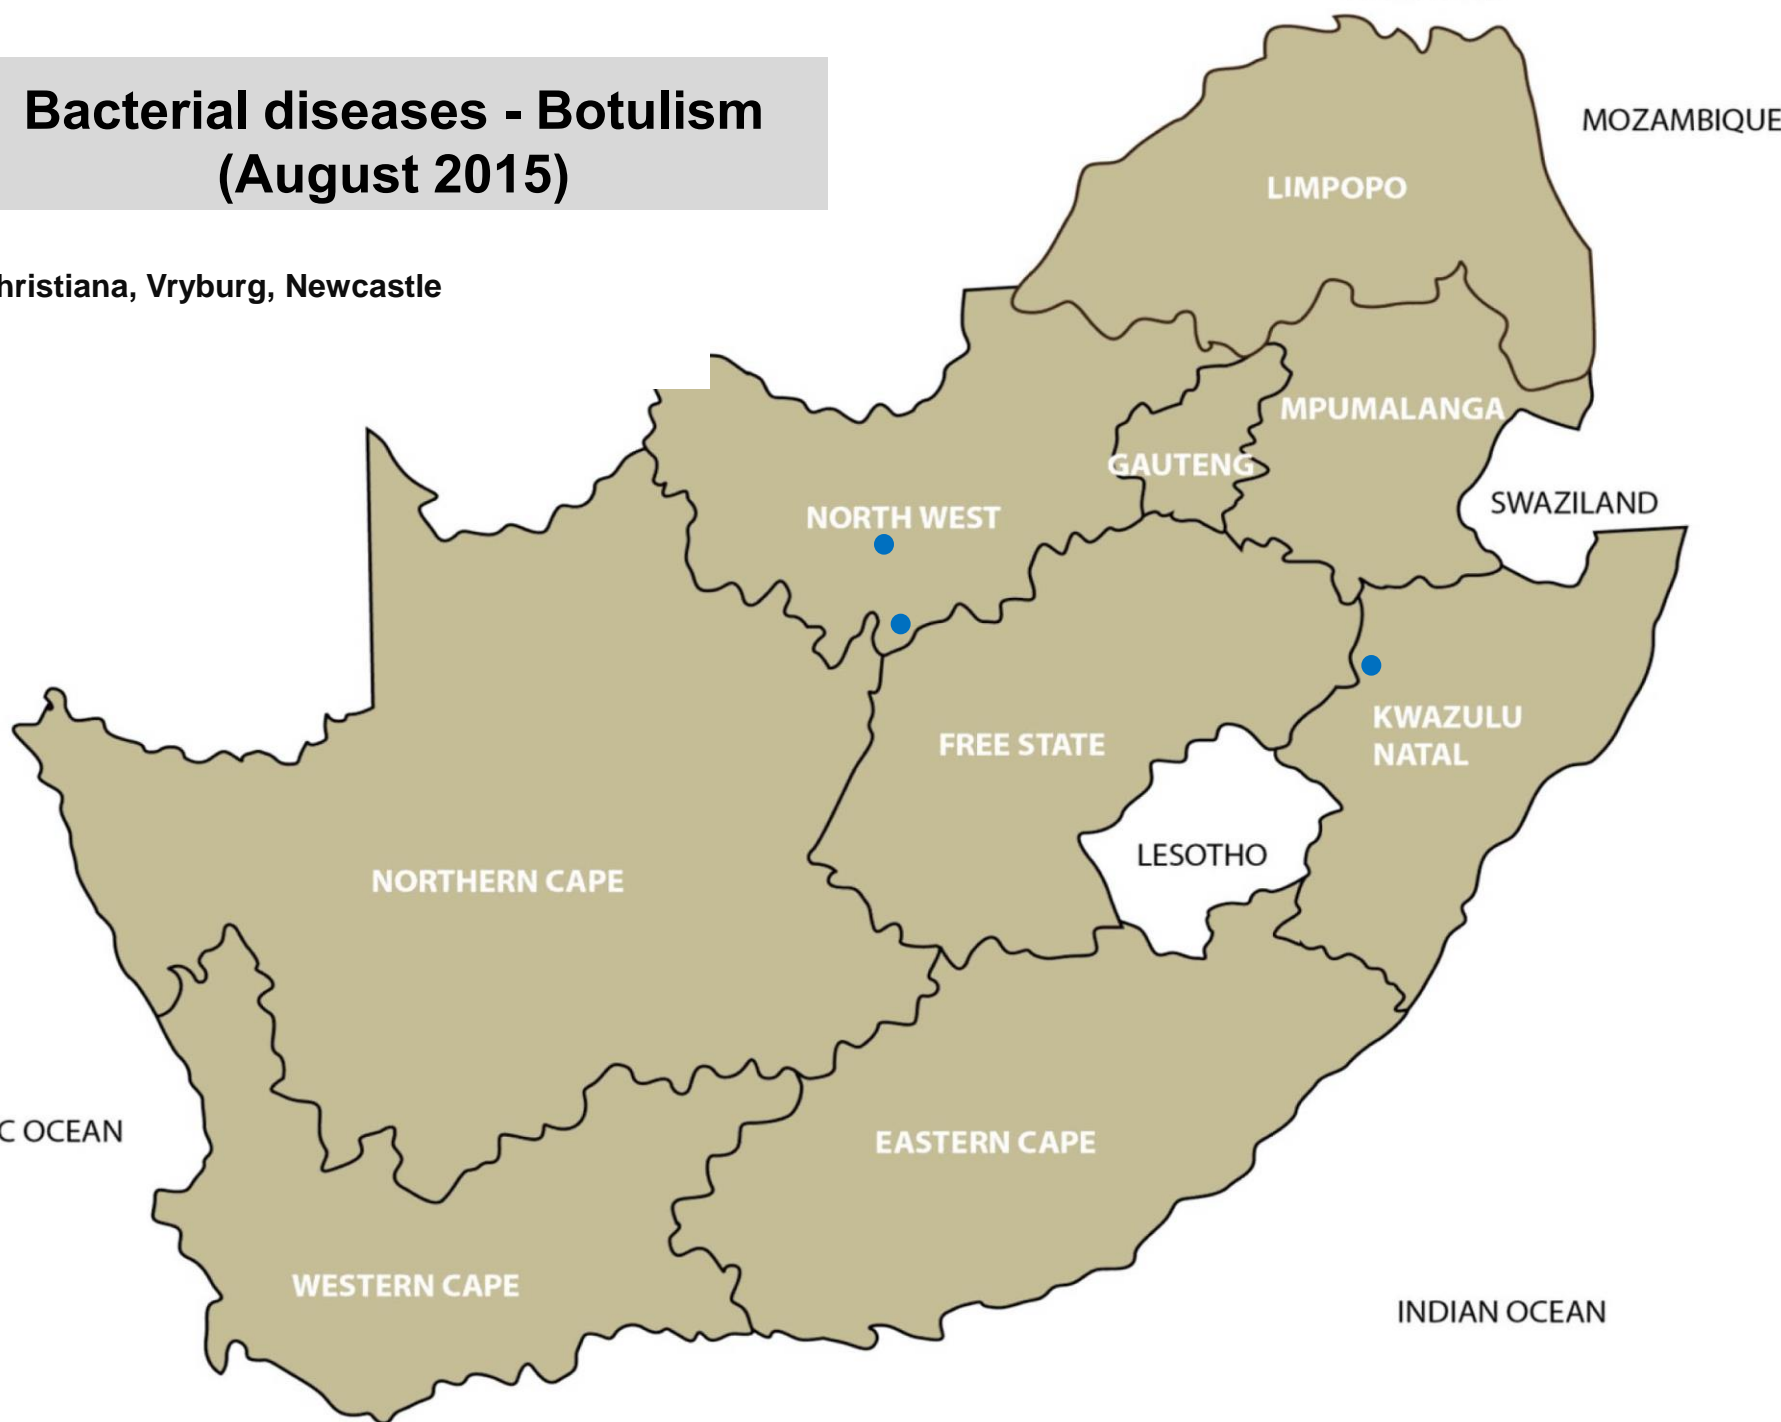 Bacterial diseases - Botulism
(August 2015)
MOZAMBIQUE
LIMPOPO
hristiana, Vryburg, Newcastle
MPUMALANGA
GAUTENG
SWAZILAND
NORTH WEST
KWAZULU
NATAL
FREE STATE
LESOTHO
NORTHERN CAPE
C OCEAN
EASTERN CAPE
WESTERN CAPE
INDIAN OCEAN